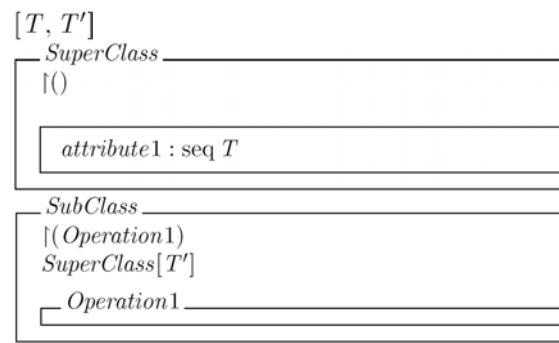 [T, T′]
SuperClass
↾()
attribute1 : seq T
SubClass
↾(Operation1)
SuperClass[T′]
Operation1